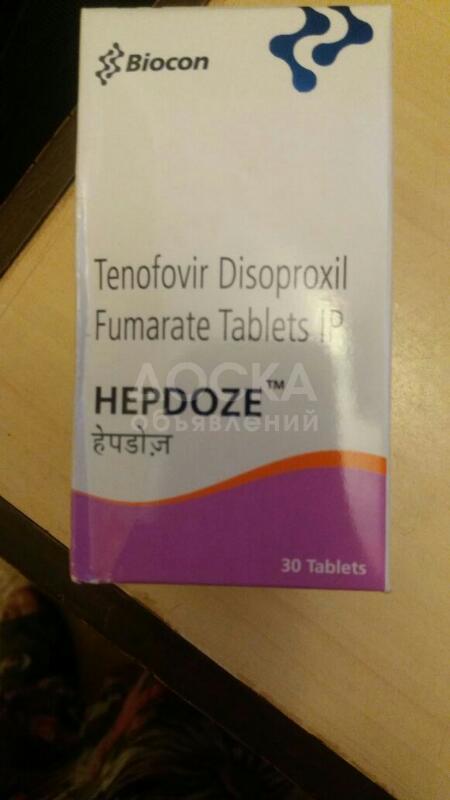 Biocon
Tenofovir Disoproxil
Fumarate Tablets IP
ДОСКА
объявлений
HEPDOZE™
हेपडोज़
30 Tablets